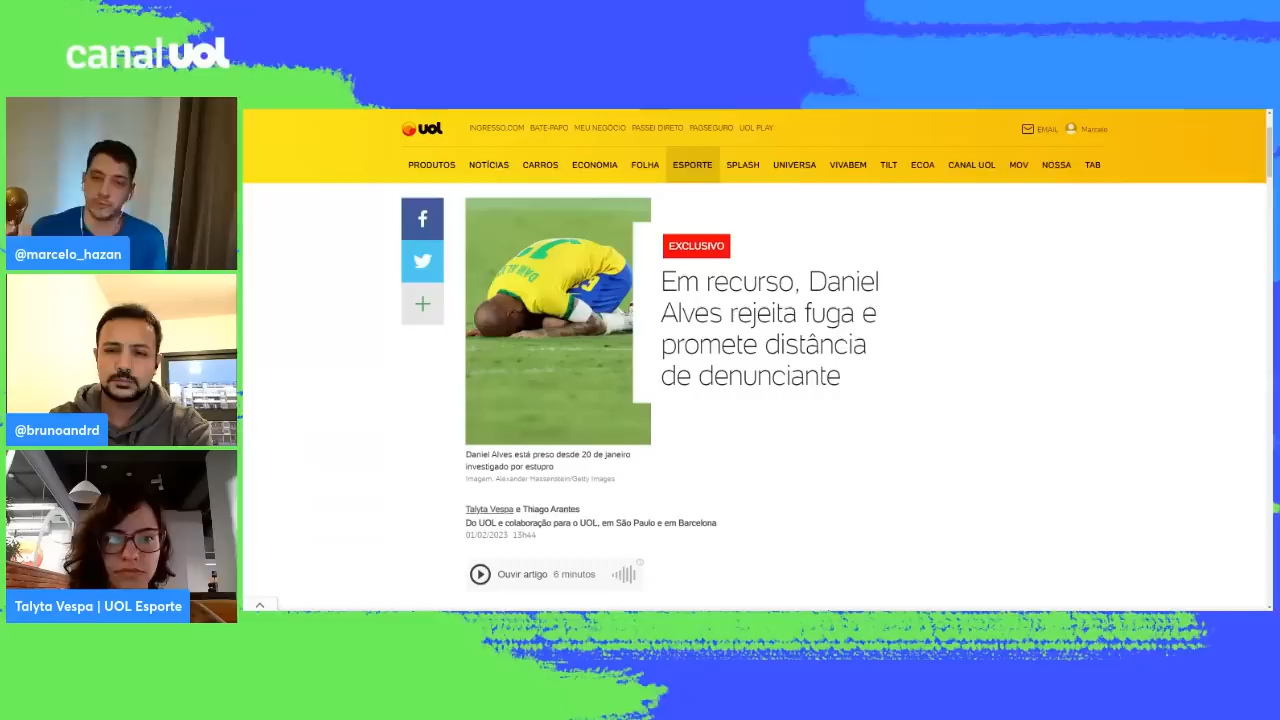 canal uol
@marcelo_hazan
@brunoandrd
Talyta Vespa | UOL Esporte
uol
INGRESSO.COM BATE-PAPO MEU NEGÓCIO PASSEI DIRETO PAGSEGURO UOL PLAY
EMAIL Marcelo
PRODUTOS NOTÍCIAS CARROS ECONOMIA FOLHA ESPORTE SPLASH UNIVERSA VIVABEM TILT ECOA CANAL UOL MOV NOSSA TAB
EXCLUSIVO
Em recurso, Daniel
Alves rejeita fuga e
promete distância
de denunciante
Daniel Alves está preso desde 20 de janeiro
investigado por estupro
Imagem: Alexander Hassenstein/Getty Images
Talyta Vespa e Thiago Arantes
Do UOL e colaboração para o UOL, em São Paulo e em Barcelona
01/02/2023 13h44
Ouvir artigo 6 minutos